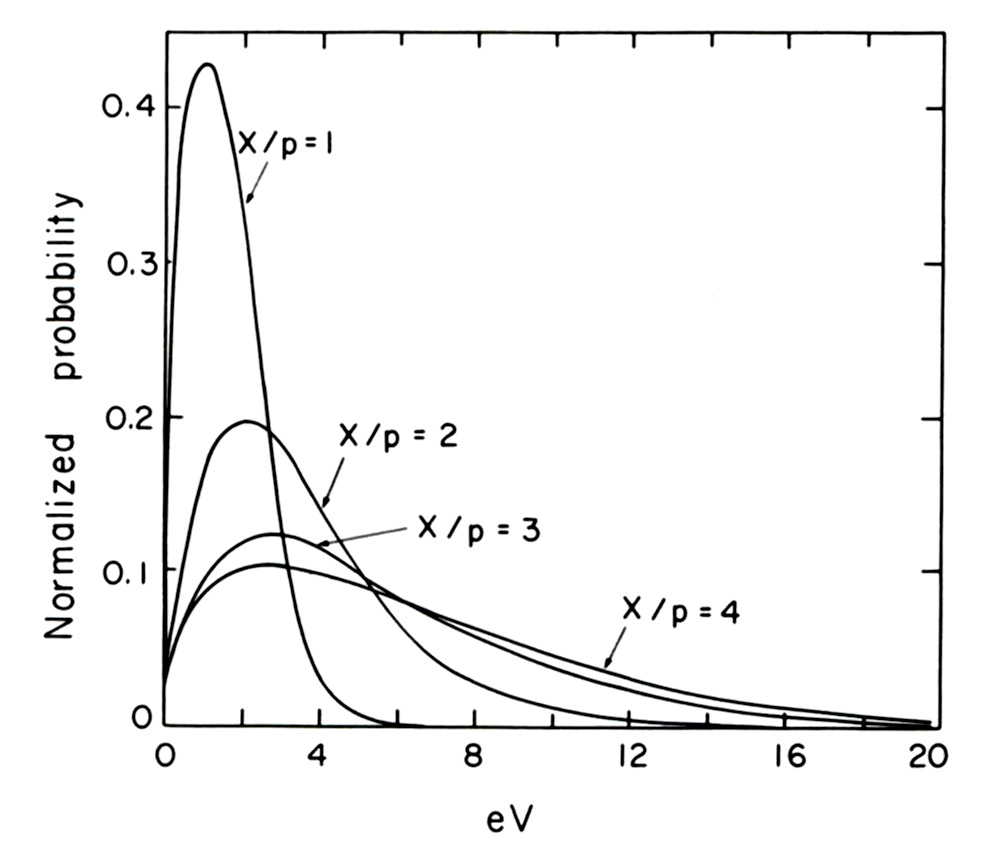 0.4
X/p = 1
0.3
0.2
X/p = 2
X/p = 3
0.1
X/p = 4
0
0 4 8 12 16 20
eV
Normalized probability